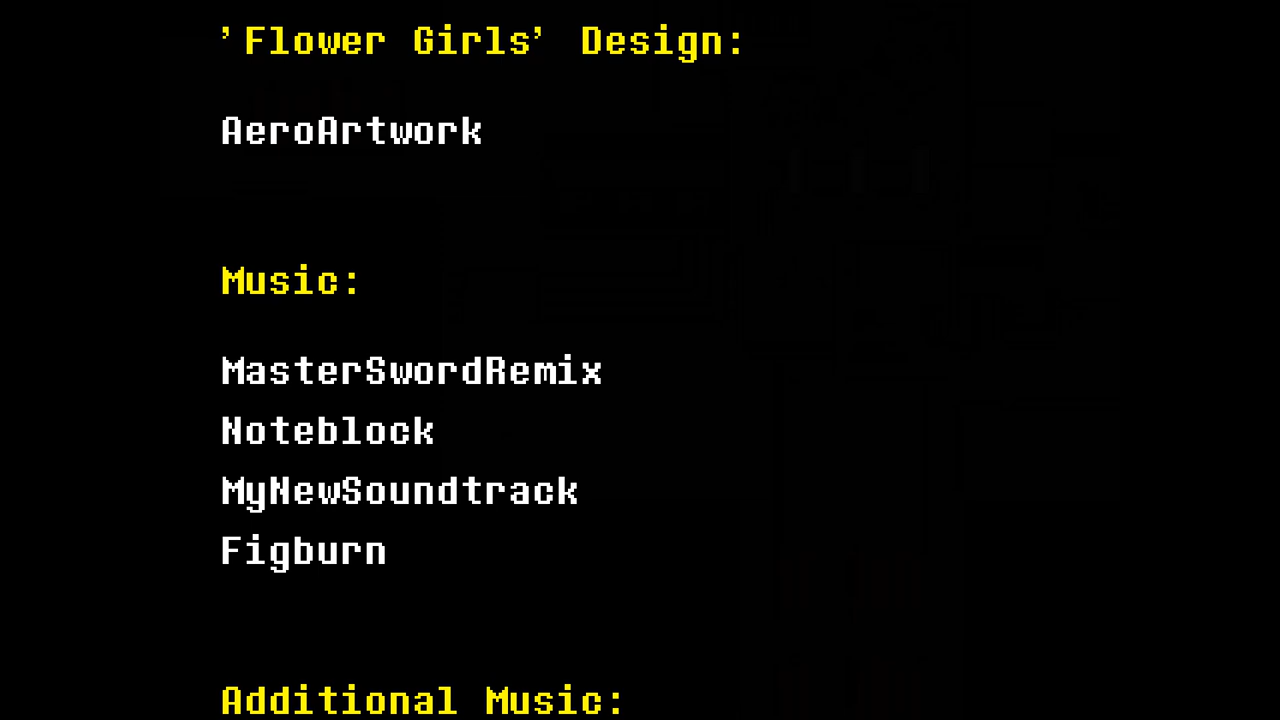 'Flower Girls' Design:
AeroArtwork
Music:
MasterSwordRemix
Noteblock
MyNewSoundtrack
Figburn
Additional Music: